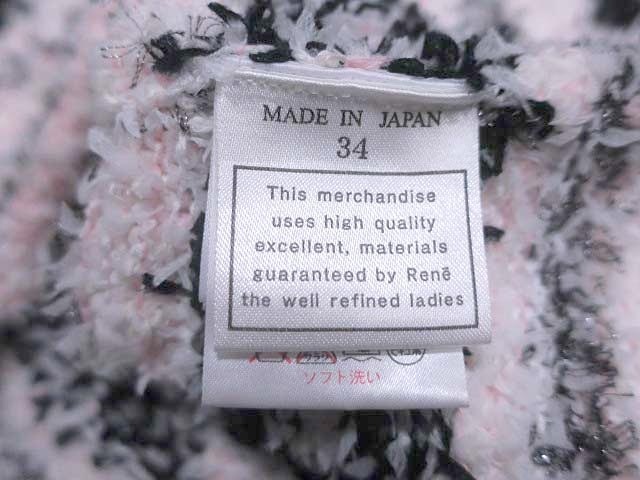 MADE IN JAPAN
34
This merchandise
uses high quality
excellent, materials
guaranteed by René
the well refined ladies
ソフト洗い